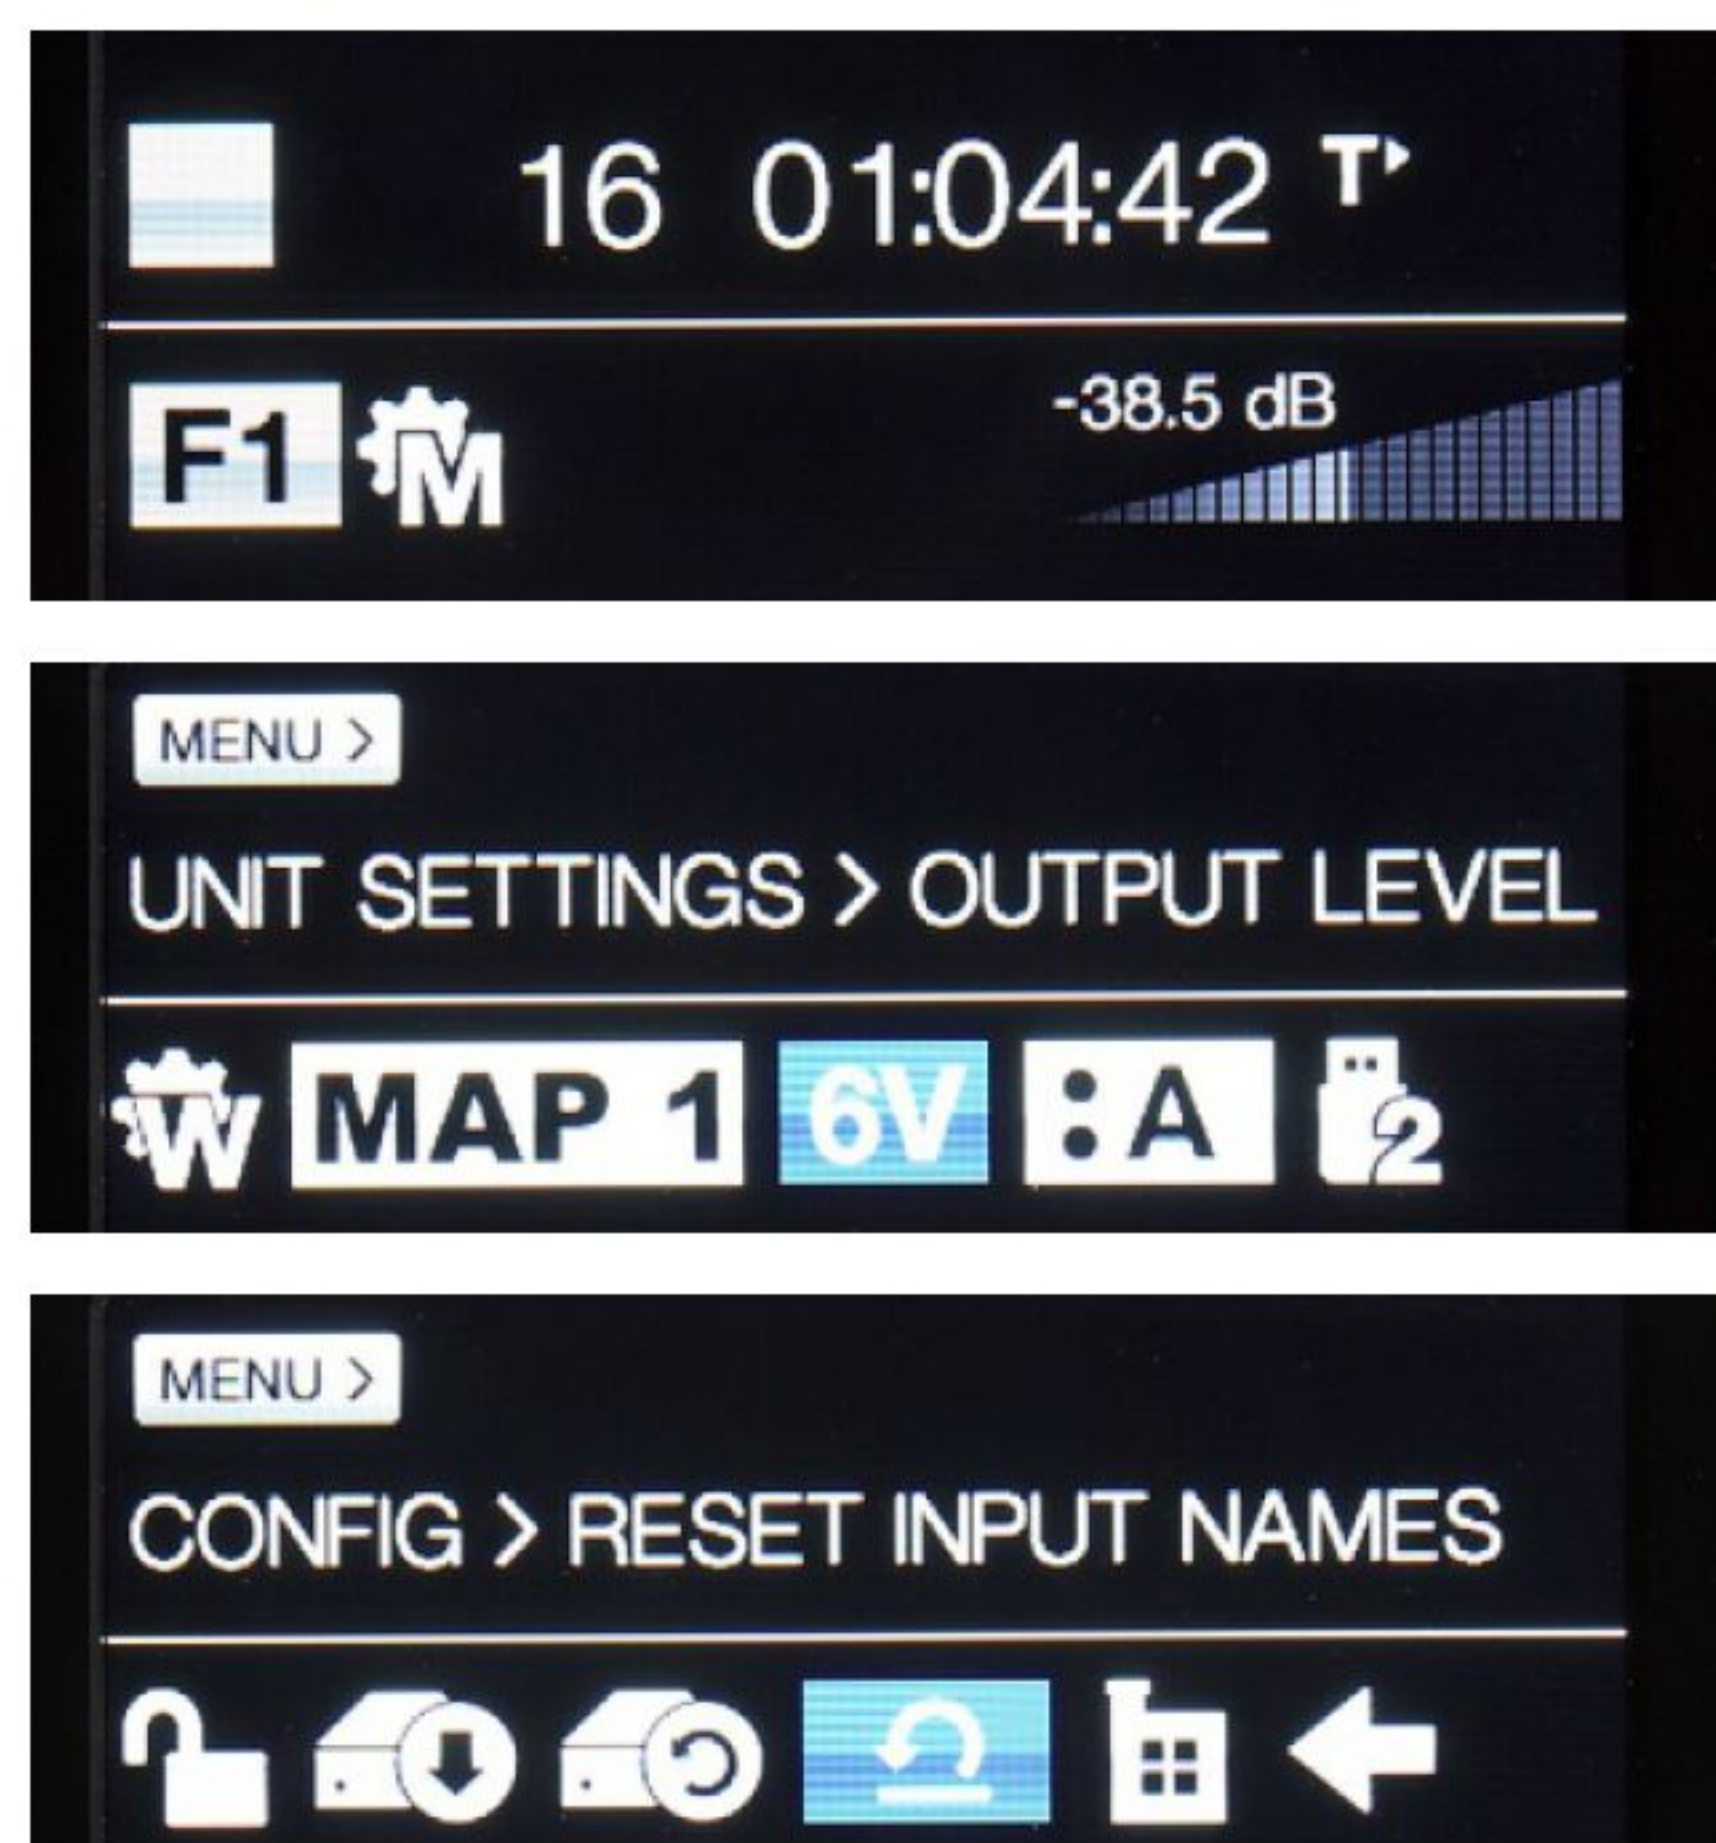 16 01:04:42 T
F1 M -38.5 dB
MENU >
UNIT SETTINGS > OUTPUT LEVEL
W MAP 1 6V :A 2
MENU >
CONFIG > RESET INPUT NAMES